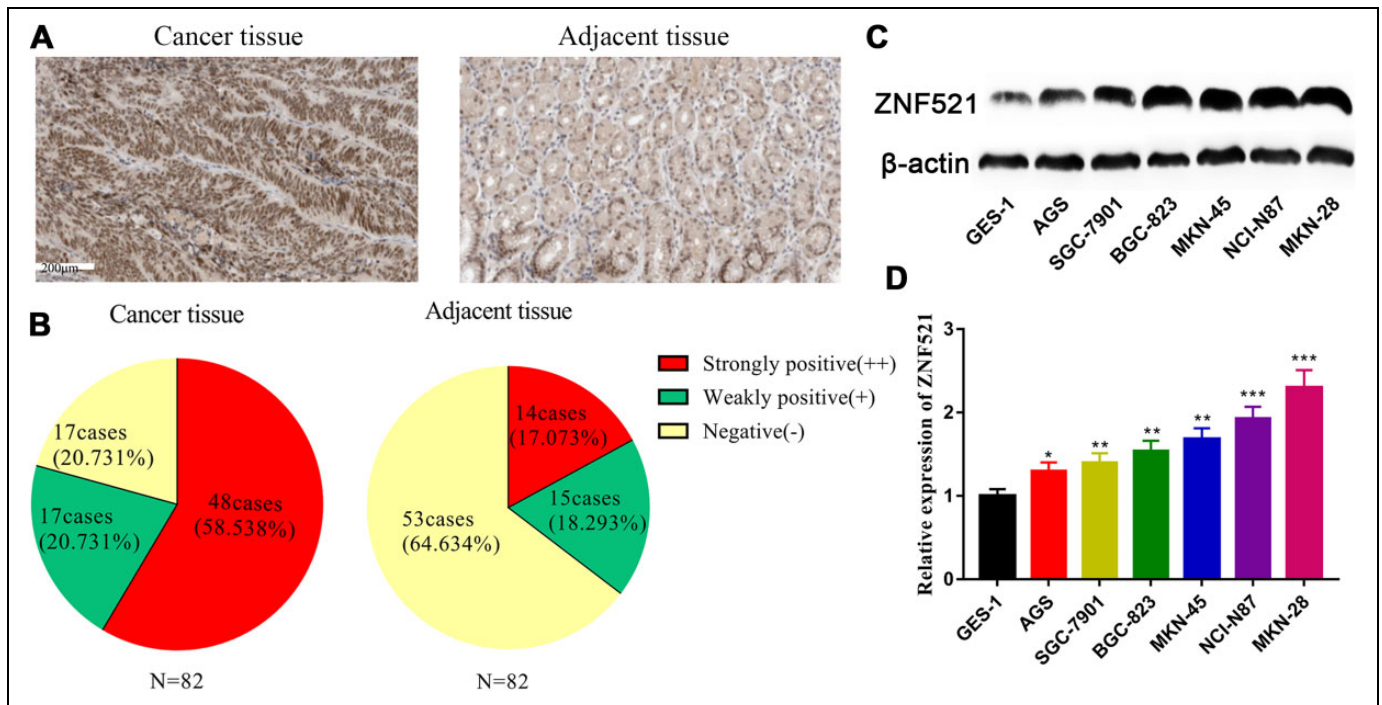 A
Cancer tissue
Adjacent tissue
200µm
B
Cancer tissue
Adjacent tissue
17cases
(20.731%)
17cases
(20.731%)
48cases
(58.538%)
N=82
14cases
(17.073%)
15cases
(18.293%)
53cases
(64.634%)
N=82
Strongly positive(++)
Weakly positive(+)
Negative(-)
C
ZNF521
β-actin
GES-1
AGS
SGC-7901
BGC-823
MKN-45
NCI-N87
MKN-28
D
Relative expression of ZNF521
3
2
1
0
*
**
**
**
***
***
GES-1
AGS
SGC-7901
BGC-823
MKN-45
NCI-N87
MKN-28